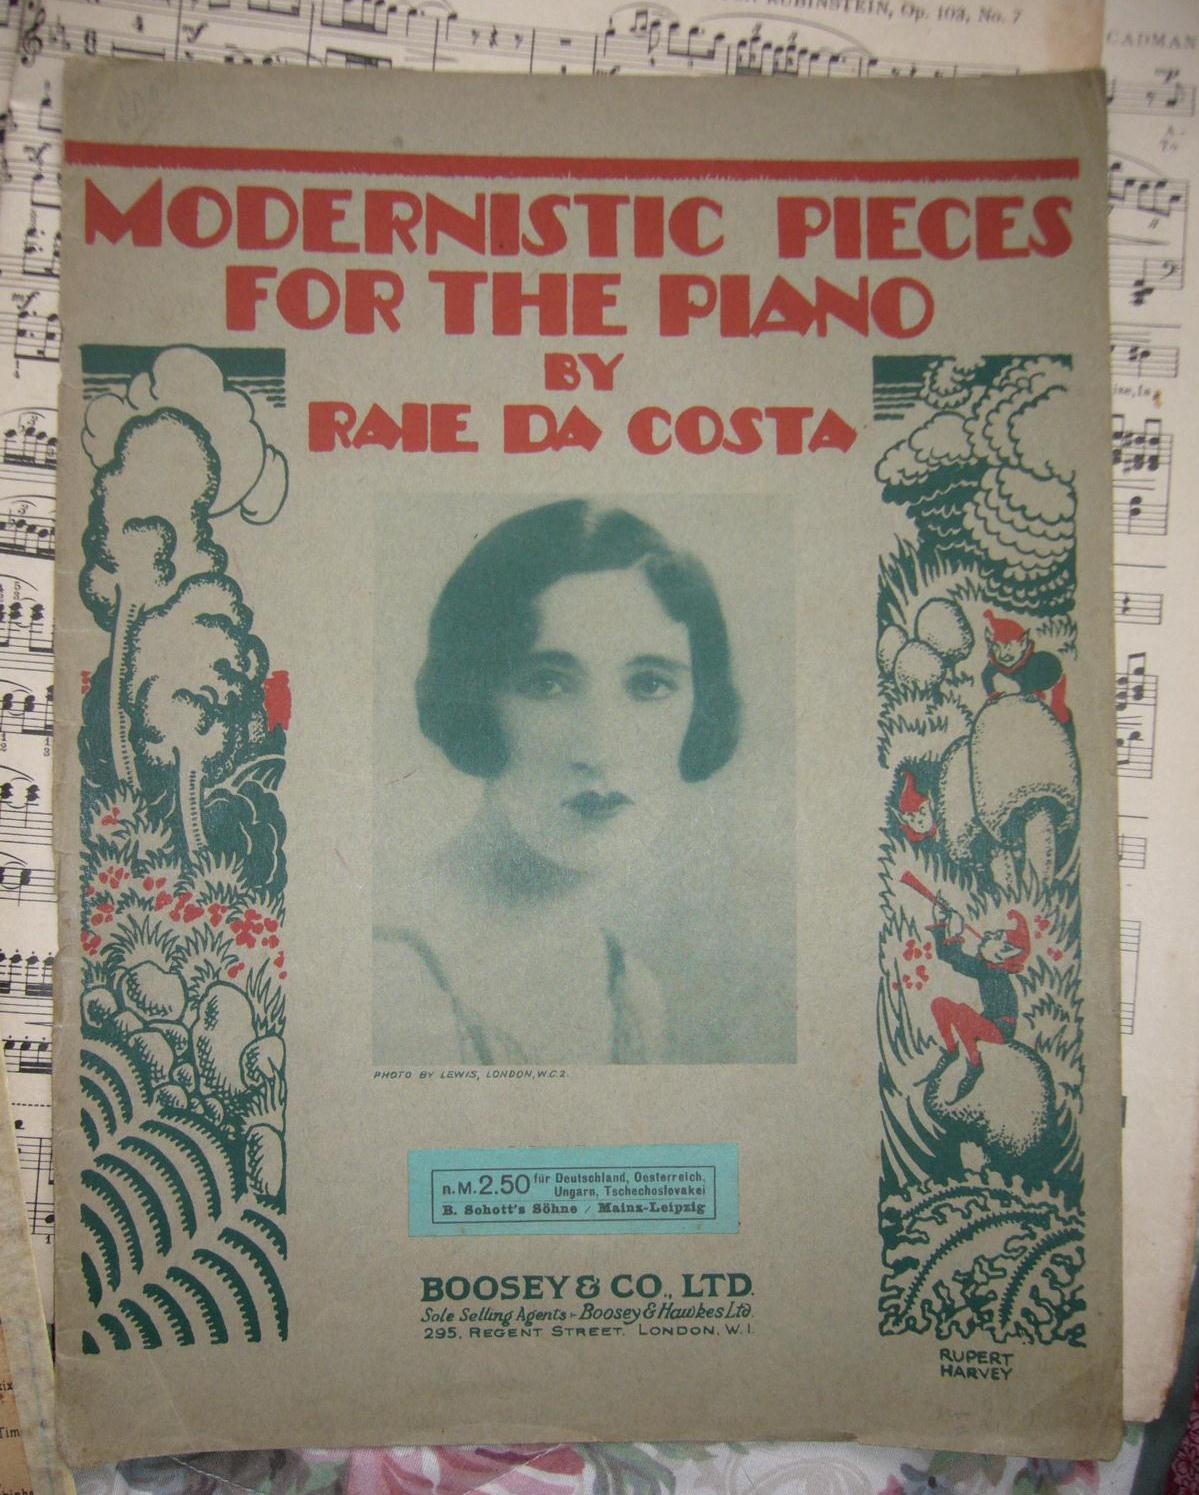 RUBINSTEIN, Op. 103, No. 7
CADMAN
MODERNISTIC PIECES
FOR THE PIANO
BY
RAIE DA COSTA
PHOTO BY LEWIS, LONDON, W.C.2.
n. M. 2.50 für Deutschland, Oesterreich,
Ungarn, Tschechoslovakei
B. Schott's Söhne / Mainz-Leipzig
BOOSEY & CO., LTD.
Sole Selling Agents - Boosey & Hawkes Ltd.
295, REGENT STREET. LONDON, W.1.
RUPERT
HARVEY